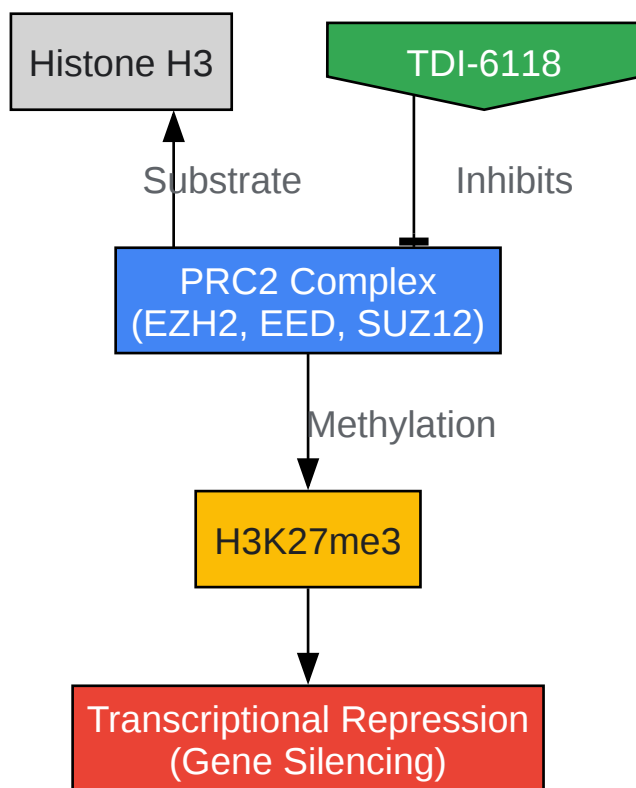 Histone H3
TDI-6118
Substrate
Inhibits
PRC2 Complex
(EZH2, EED, SUZ12)
Methylation
H3K27me3
Transcriptional Repression
(Gene Silencing)